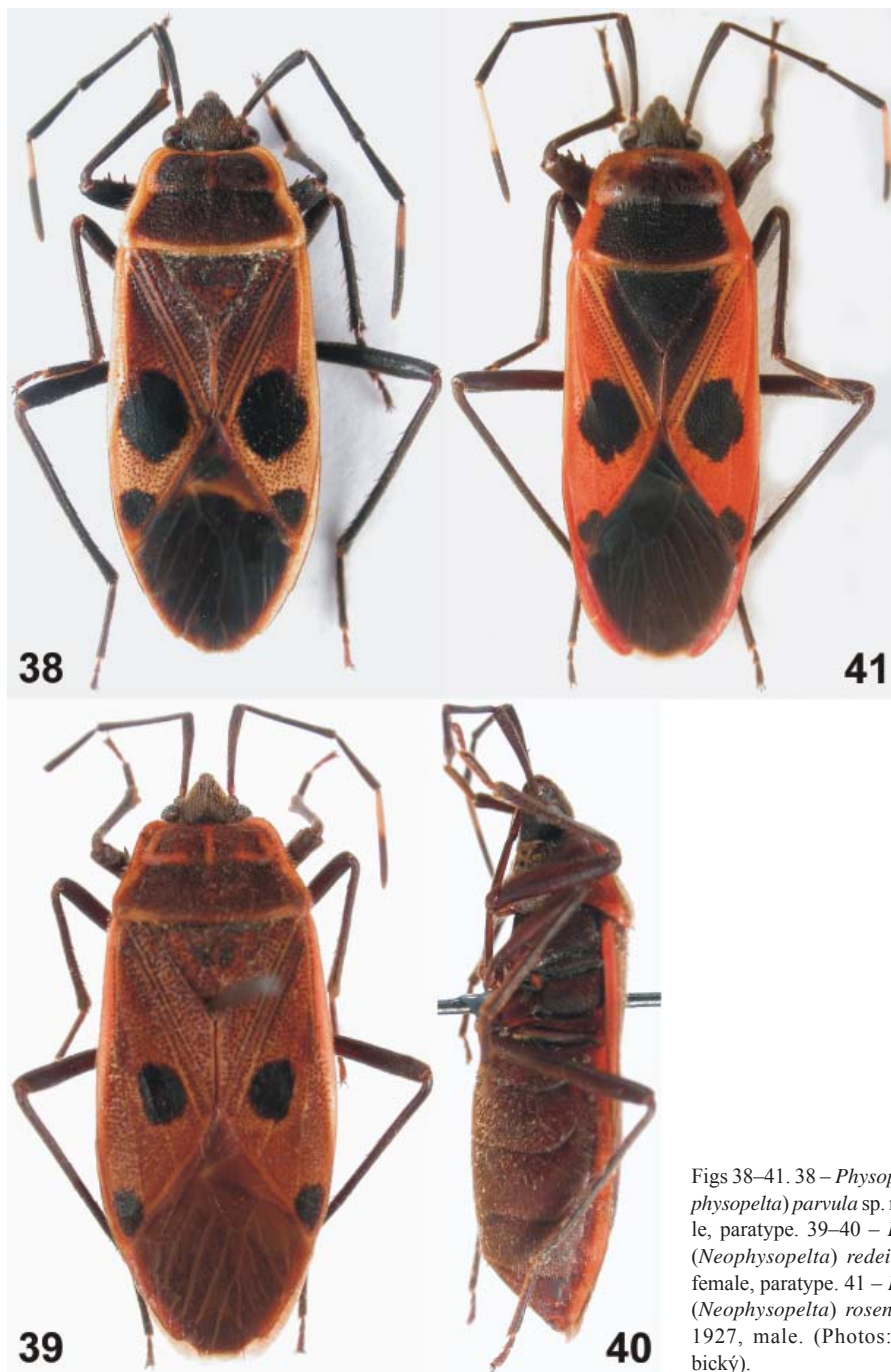 38
41
39
40
Figs 38–41. 38 – Physop
physopelta) parvula sp. 
le, paratype. 39–40 –
(Neophysopelta) redei
female, paratype. 41 –
(Neophysopelta) rosen
1927, male. (Photos:
bický).